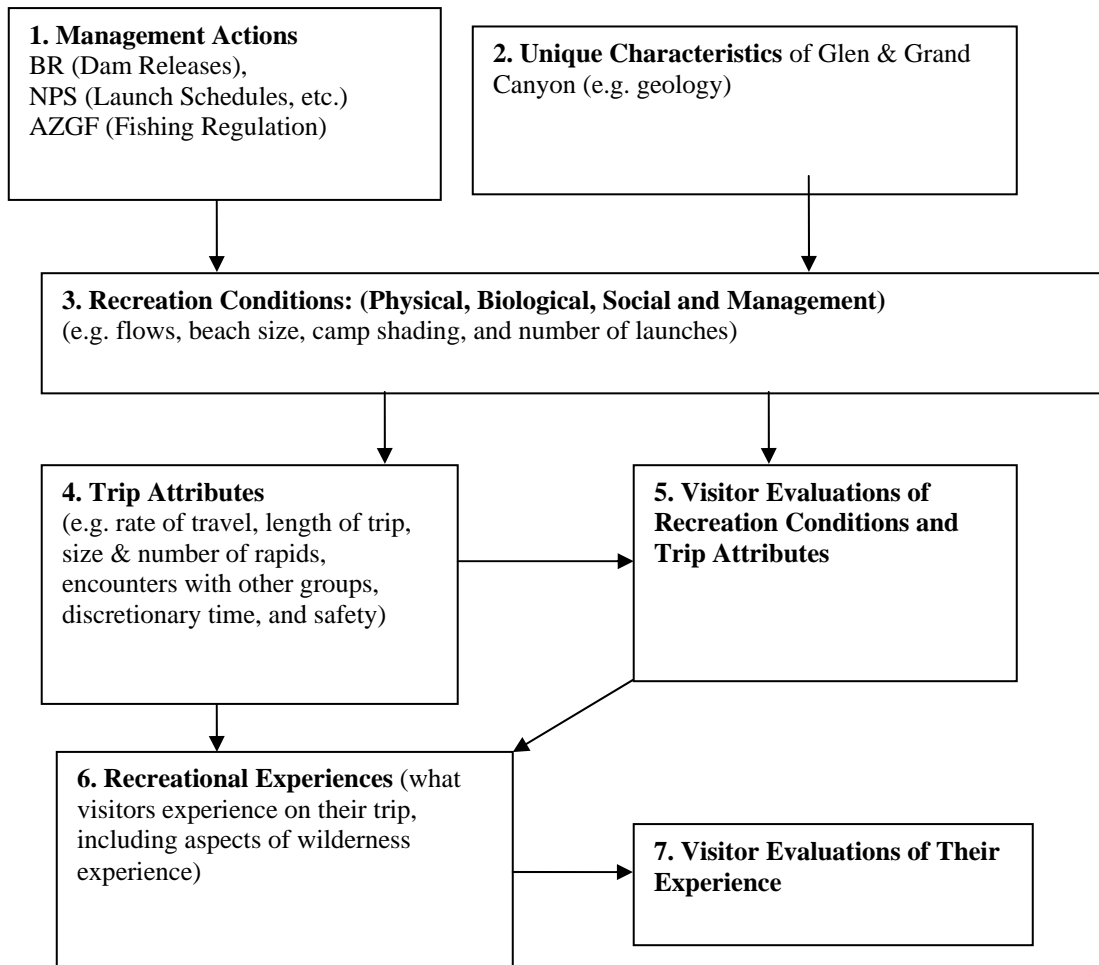 1. Management Actions
BR (Dam Releases),
NPS (Launch Schedules, etc.)
AZGF (Fishing Regulation)
2. Unique Characteristics of Glen & Grand
Canyon (e.g. geology)
3. Recreation Conditions: (Physical, Biological, Social and Management)
(e.g. flows, beach size, camp shading, and number of launches)
4. Trip Attributes
(e.g. rate of travel, length of trip,
size & number of rapids,
encounters with other groups,
discretionary time, and safety)
5. Visitor Evaluations of
Recreation Conditions and
Trip Attributes
6. Recreational Experiences (what
visitors experience on their trip,
including aspects of wilderness
experience)
7. Visitor Evaluations of Their
Experience